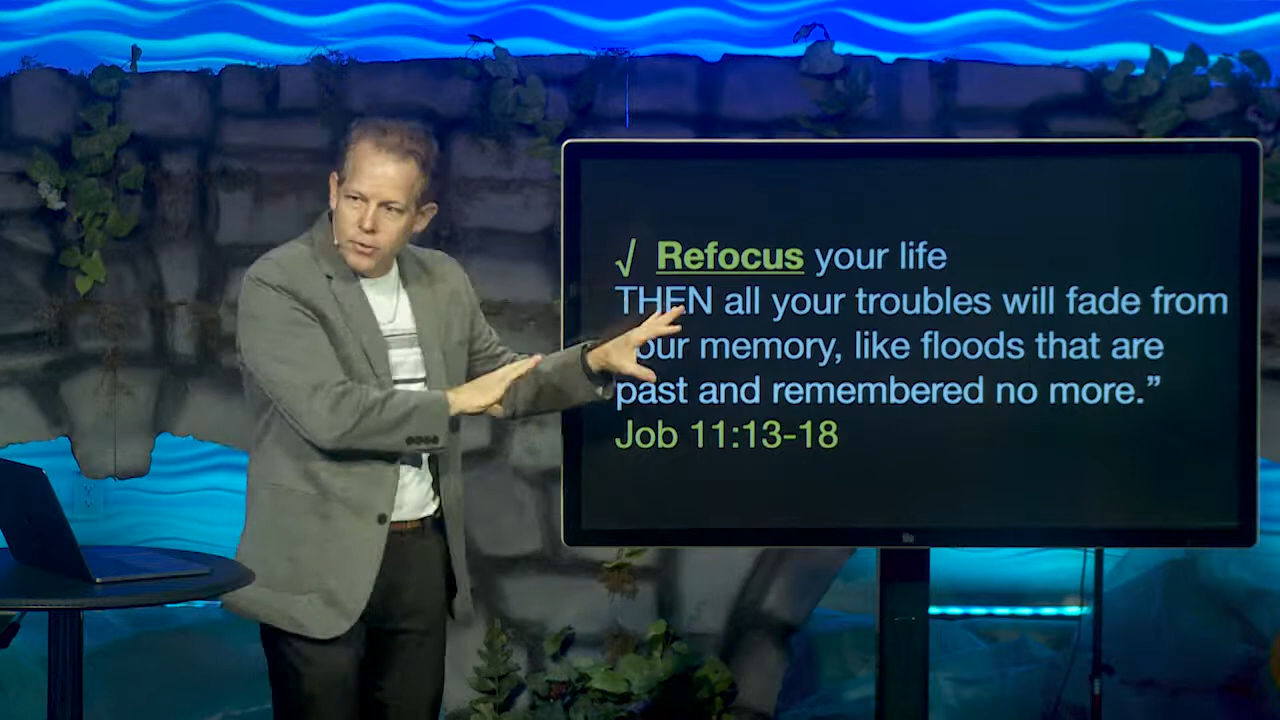 √ Refocus your life
THEN all your troubles will fade from
our memory, like floods that are
past and remembered no more.”
Job 11:13-18